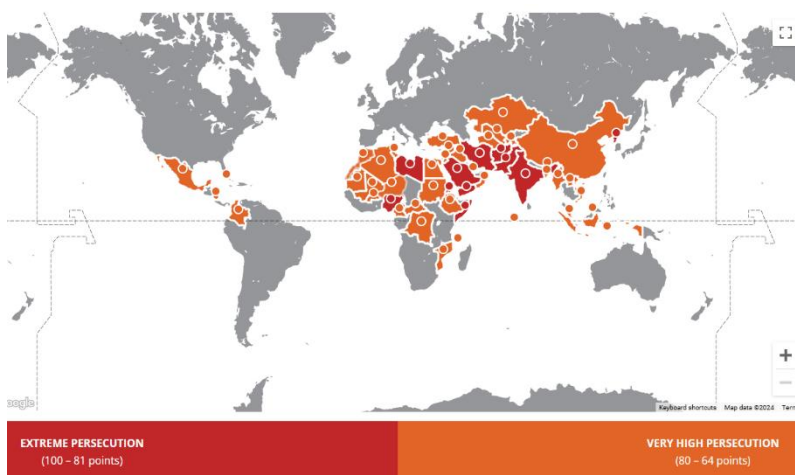 Keyboard shortcuts Map data ©2024
EXTREME PERSECUTION
(100 – 81 points)
VERY HIGH PERSECUTION
(80 – 64 points)